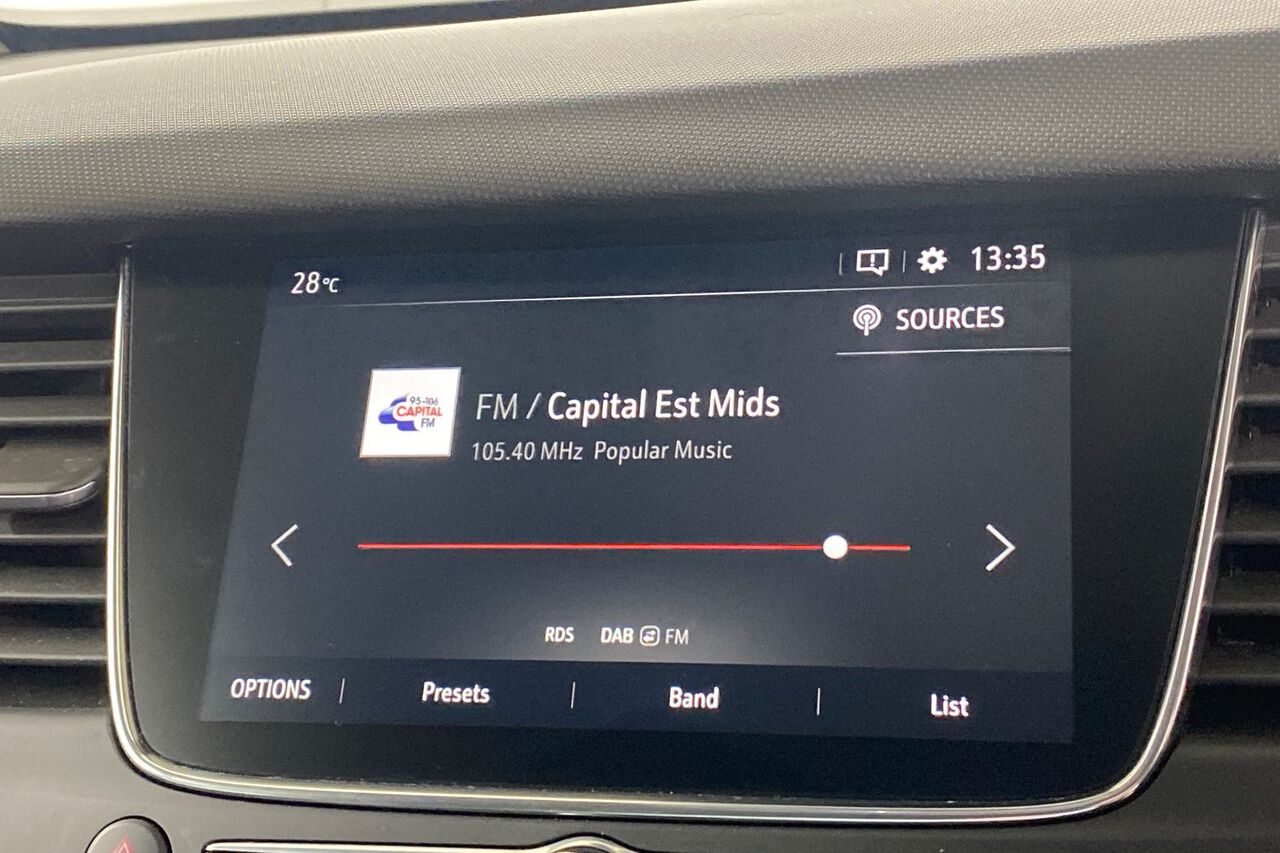 28°C
13:35
SOURCES
95-106
CAPITAL
FM
FM / Capital Est Mids
105.40 MHz Popular Music
RDS DAB FM
OPTIONS | Presets | Band | List